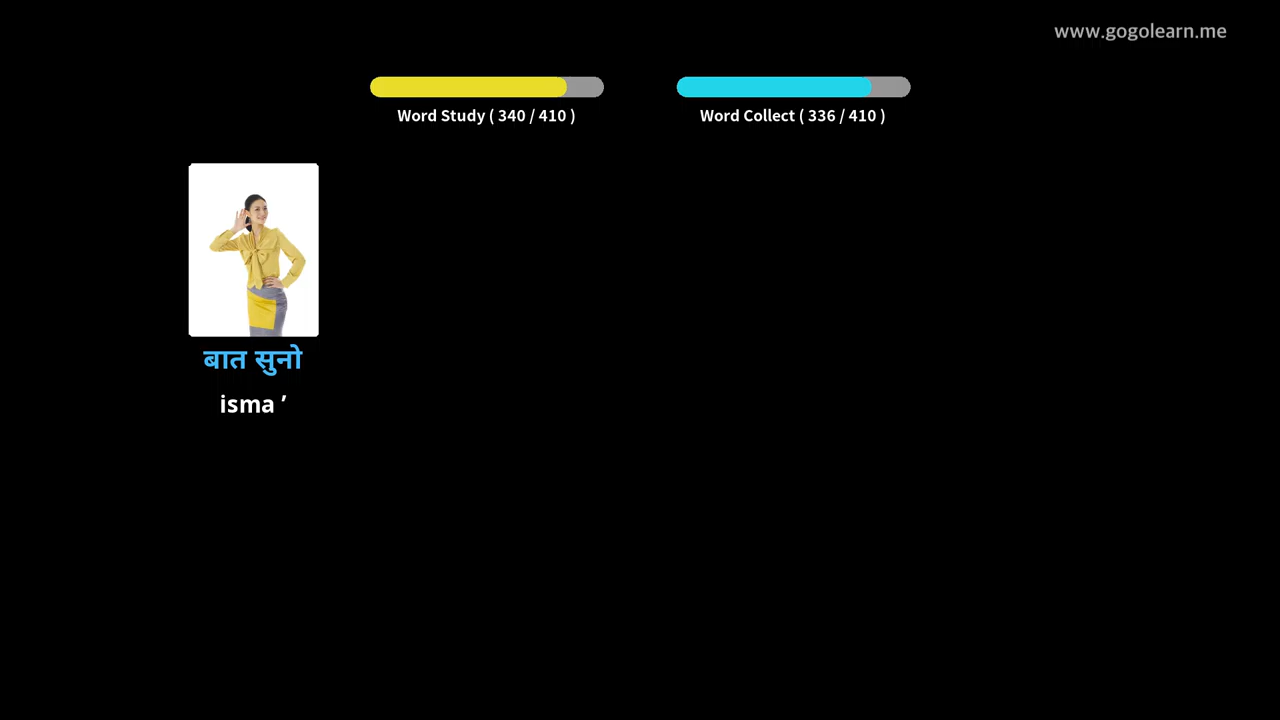 www.gogolearn.me
Word Study ( 340 / 410 )
Word Collect ( 336 / 410 )
बात सुनो
isma ’